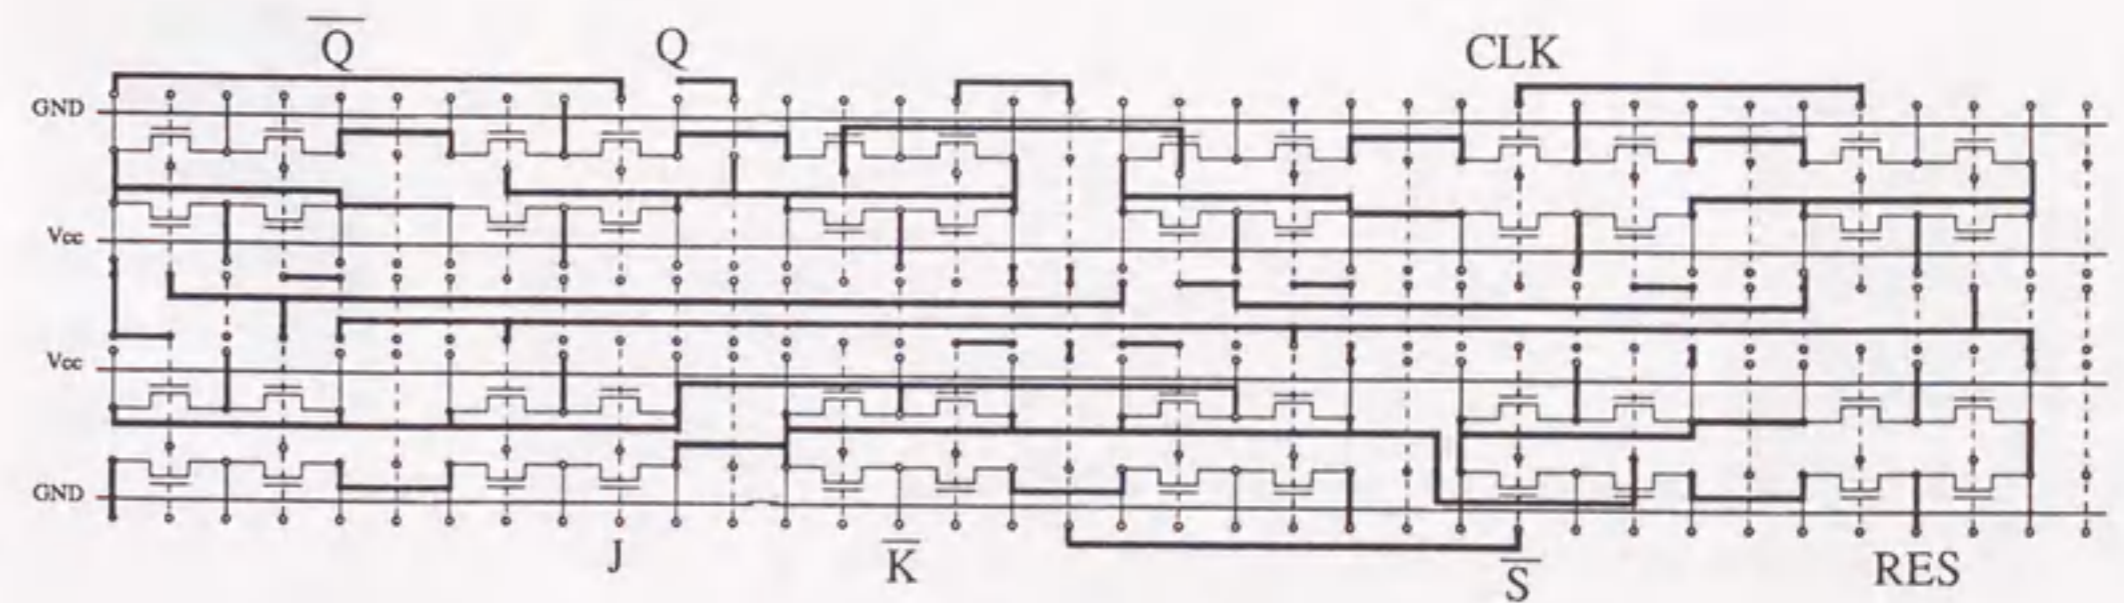 Q̅ Q CLK
GND
Vcc
Vcc
GND
J K̅ S̅ RES